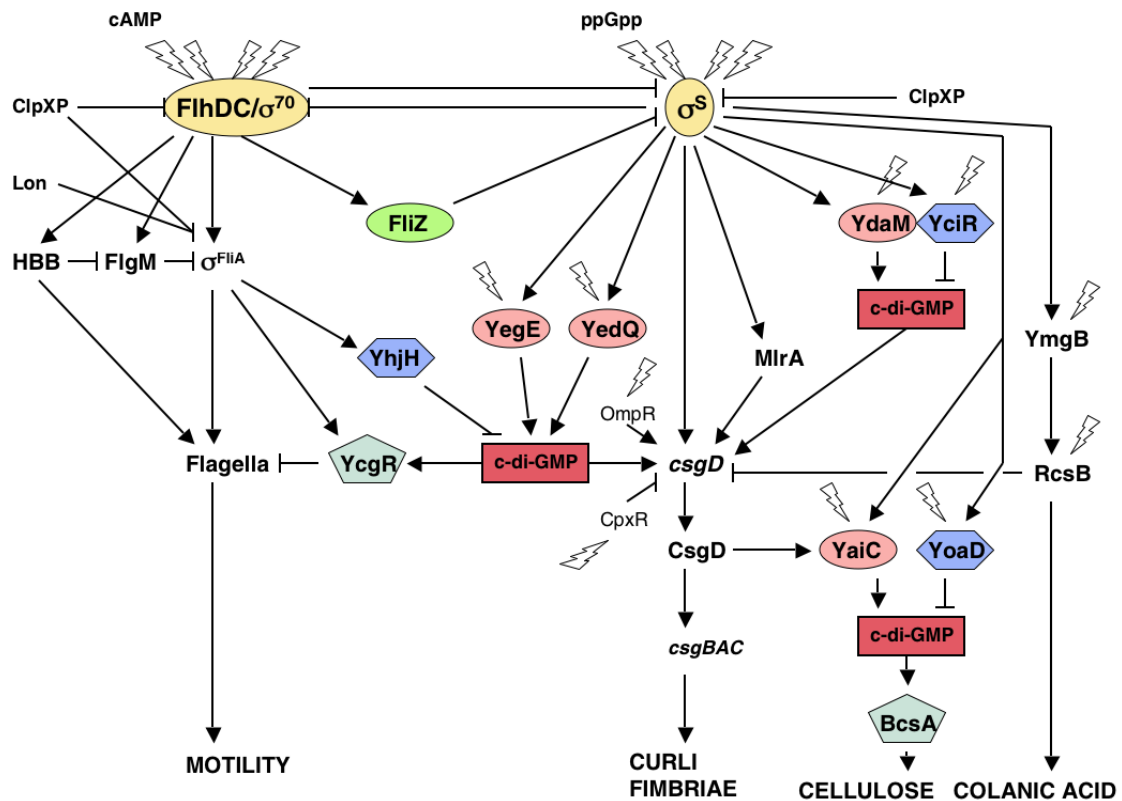 cAMP
ppGpp
ClpXP
FlhDC/σ⁷⁰
σˢ
ClpXP
Lon
FliZ
YdaM
YciR
HBB
FlgM
σᶠˡⁱᴬ
c-di-GMP
YegE
YedQ
YmgB
YhjH
MlrA
OmpR
Flagella
YcgR
c-di-GMP
csgD
RcsB
CpxR
CsgD
YaiC
YoaD
c-di-GMP
csgBAC
BcsA
MOTILITY
CURLI
FIMBRIAE
CELLULOSE
COLANIC ACID